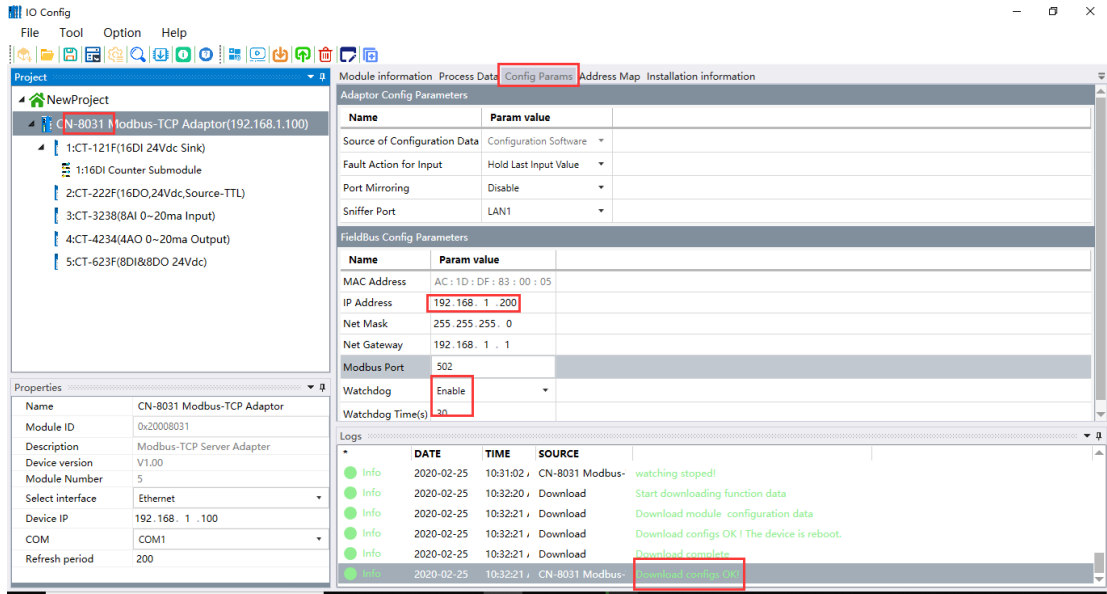 IO Config
File Tool Option Help
Project
NewProject
CN-8031 Modbus-TCP Adaptor(192.168.1.100)
1:CT-121F(16DI 24Vdc Sink)
1:16DI Counter Submodule
2:CT-222F(16DO,24Vdc,Source-TTL)
3:CT-3238(8AI 0~20ma Input)
4:CT-4234(4AO 0~20ma Output)
5:CT-623F(8DI&8DO 24Vdc)
Properties
Name CN-8031 Modbus-TCP Adaptor
Module ID 0x20008031
Description Modbus-TCP Server Adapter
Device version V1.00
Module Number 5
Select interface Ethernet
Device IP 192.168. 1 .100
COM COM1
Refresh period 200
Module information Process Data Config Params Address Map Installation information
Adaptor Config Parameters
Name Param value
Source of Configuration Data Configuration Software
Fault Action for Input Hold Last Input Value
Port Mirroring Disable
Sniffer Port LAN1
FieldBus Config Parameters
Name Param value
MAC Address AC : 1D : DF : 83 : 00 : 05
IP Address 192.168. 1 .200
Net Mask 255.255.255. 0
Net Gateway 192.168. 1 . 1
Modbus Port 502
Watchdog Enable
Watchdog Time(s) 30
Logs
* DATE TIME SOURCE
Info 2020-02-25 10:31:02 CN-8031 Modbus- watching stoped!
Info 2020-02-25 10:32:20 Download Start downloading function data
Info 2020-02-25 10:32:21 Download Download module configuration data
Info 2020-02-25 10:32:21 Download Download configs OK ! The device is reboot.
Info 2020-02-25 10:32:21 Download Download complete
Info 2020-02-25 10:32:21 CN-8031 Modbus- Download configs OK!